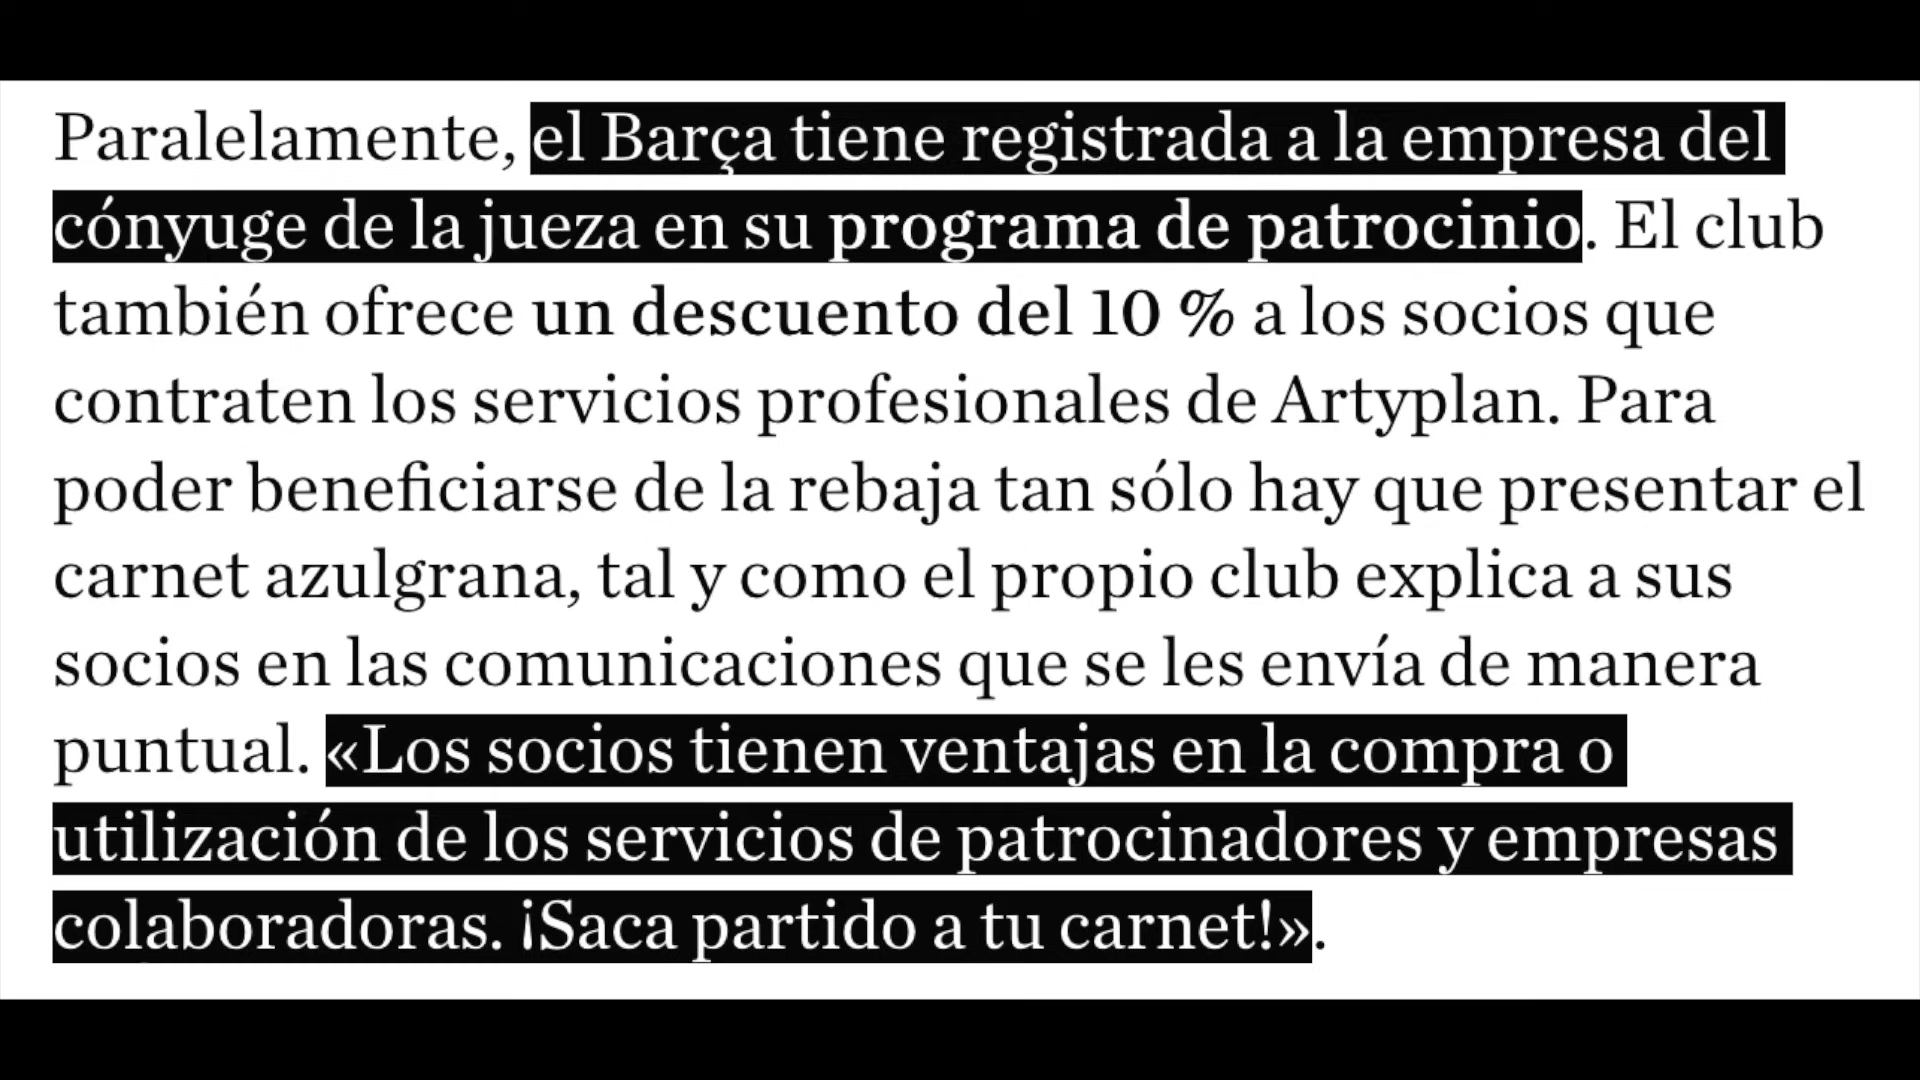 Paralelamente, el Barça tiene registrada a la empresa del
cónyuge de la jueza en su programa de patrocinio. El club
también ofrece un descuento del 10 % a los socios que
contraten los servicios profesionales de Artyplan. Para
poder beneficiarse de la rebaja tan sólo hay que presentar el
carnet azulgrana, tal y como el propio club explica a sus
socios en las comunicaciones que se les envía de manera
puntual. «Los socios tienen ventajas en la compra o
utilización de los servicios de patrocinadores y empresas
colaboradoras. ¡Saca partido a tu carnet!».